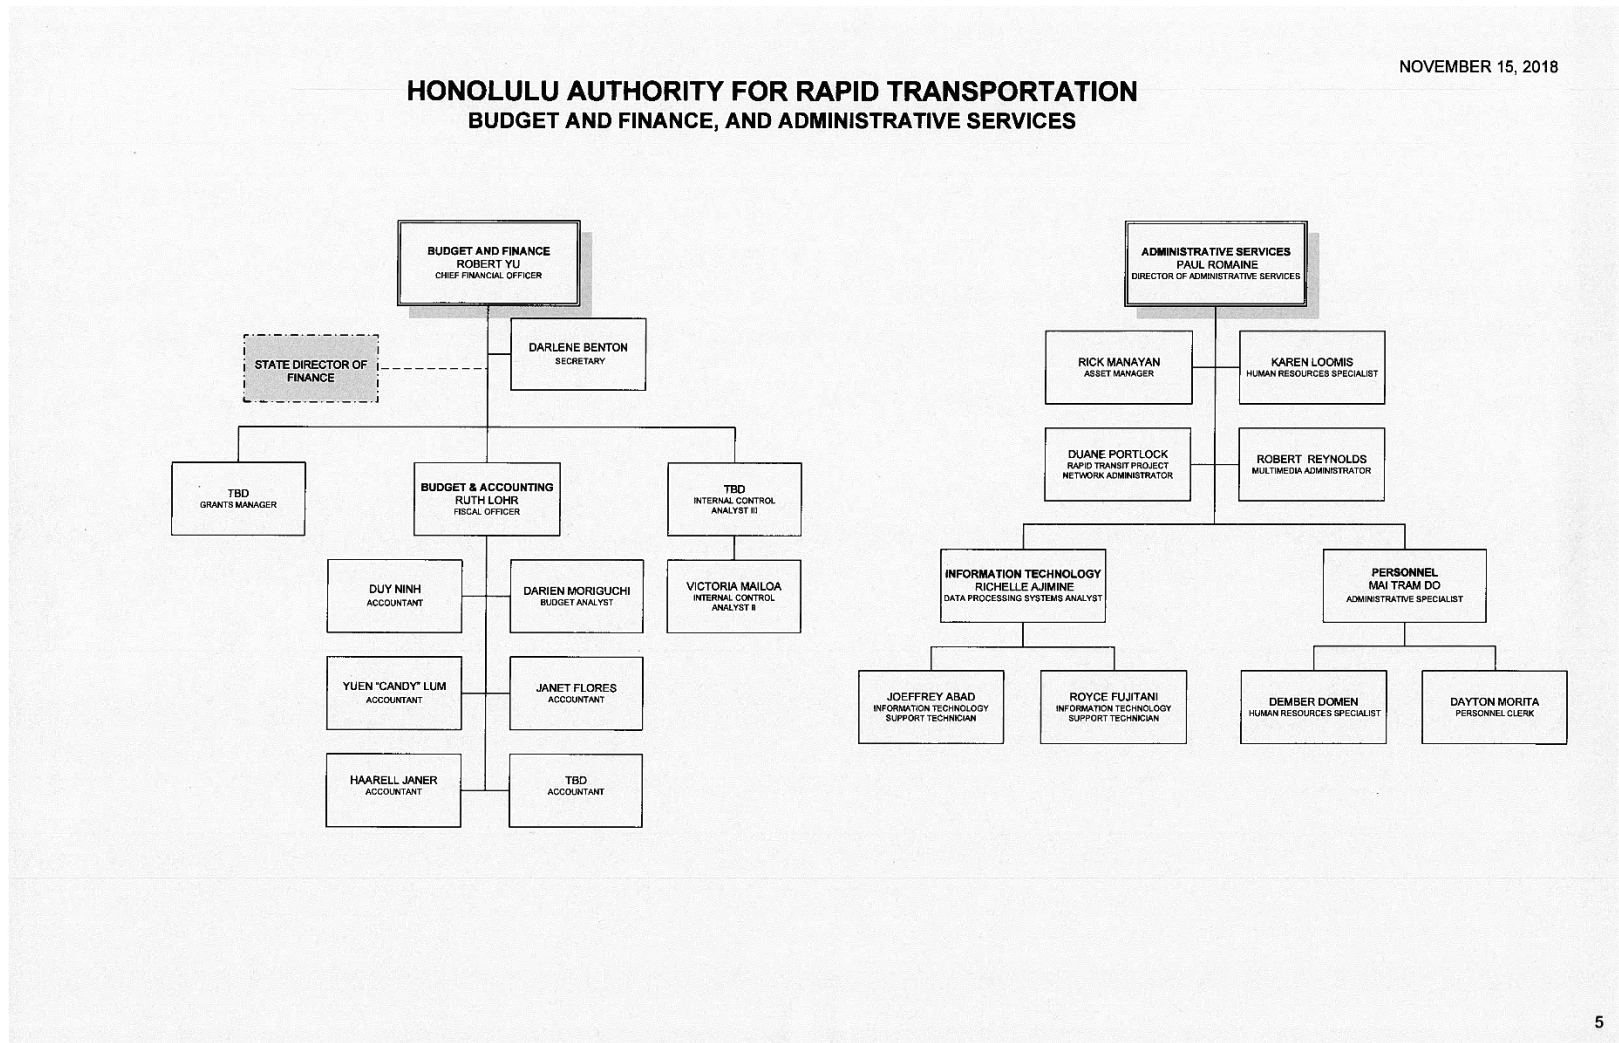 NOVEMBER 15, 2018
HONOLULU AUTHORITY FOR RAPID TRANSPORTATION
BUDGET AND FINANCE, AND ADMINISTRATIVE SERVICES
BUDGET AND FINANCE
ROBERT YU
CHIEF FINANCIAL OFFICER
DARLENE BENTON
SECRETARY
STATE DIRECTOR OF
FINANCE
TBD
GRANTS MANAGER
BUDGET & ACCOUNTING
RUTH LOHR
FISCAL OFFICER
TBD
INTERNAL CONTROL
ANALYST III
DUY NINH
ACCOUNTANT
DARIEN MORIGUCHI
BUDGET ANALYST
VICTORIA MAILOA
INTERNAL CONTROL
ANALYST II
YUEN "CANDY" LUM
ACCOUNTANT
JANET FLORES
ACCOUNTANT
HAARELL JANER
ACCOUNTANT
TBD
ACCOUNTANT
ADMINISTRATIVE SERVICES
PAUL ROMAINE
DIRECTOR OF ADMINISTRATIVE SERVICES
RICK MANAYAN
ASSET MANAGER
KAREN LOOMIS
HUMAN RESOURCES SPECIALIST
DUANE PORTLOCK
RAPID TRANSIT PROJECT
NETWORK ADMINISTRATOR
ROBERT REYNOLDS
MULTIMEDIA ADMINISTRATOR
INFORMATION TECHNOLOGY
RICHELLE AJIMINE
DATA PROCESSING SYSTEMS ANALYST
PERSONNEL
MAI TRAM DO
ADMINISTRATIVE SPECIALIST
JOEFFREY ABAD
INFORMATION TECHNOLOGY
SUPPORT TECHNICIAN
ROYCE FUJITANI
INFORMATION TECHNOLOGY
SUPPORT TECHNICIAN
DEMBER DOMEN
HUMAN RESOURCES SPECIALIST
DAYTON MORITA
PERSONNEL CLERK
5